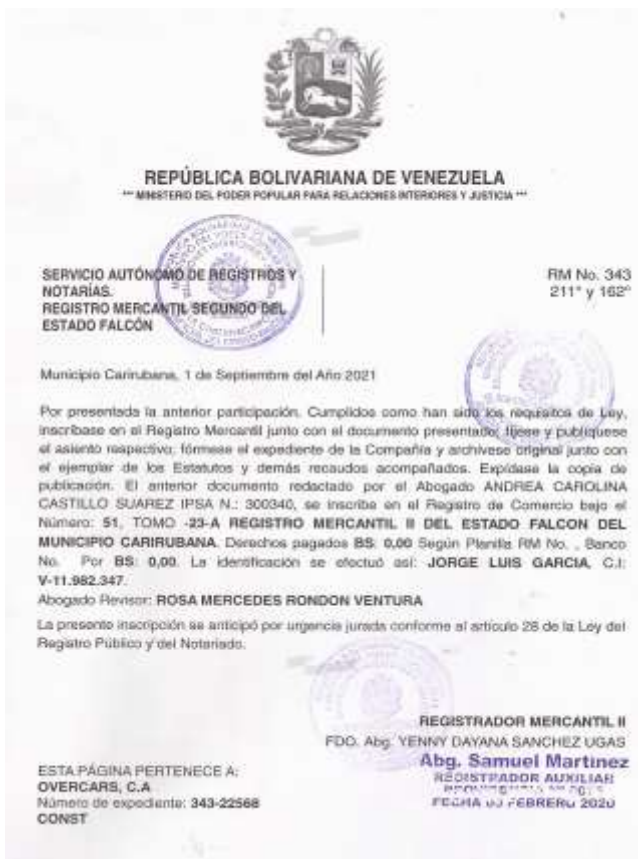 REPÚBLICA BOLIVARIANA DE VENEZUELA
*** MINISTERIO DEL PODER POPULAR PARA RELACIONES INTERIORES Y JUSTICIA ***
SERVICIO AUTÓNOMO DE REGISTROS Y
NOTARÍAS.
REGISTRO MERCANTIL SEGUNDO DEL
ESTADO FALCÓN
RM No. 343
211° y 162°
Municipio Carirubana, 1 de Septiembre del Año 2021
Por presentada la anterior participación. Cumplidos como han sido los requisitos de Ley,
inscríbase en el Registro Mercantil junto con el documento presentado; fíjese y publíquese
el asiento respectivo; fórmese el expediente de la Compañía y archívese original junto con
el ejemplar de los Estatutos y demás recaudos acompañados. Expídase la copia de
publicación. El anterior documento redactado por el Abogado ANDREA CAROLINA
CASTILLO SUAREZ IPSA N.: 300340, se inscribe en el Registro de Comercio bajo el
Número: 51, TOMO -23-A REGISTRO MERCANTIL II DEL ESTADO FALCON DEL
MUNICIPIO CARIRUBANA. Derechos pagados BS: 0,00 Según Planilla RM No. , Banco
No. Por BS: 0,00. La identificación se efectuó así: JORGE LUIS GARCIA, C.I:
V-11.982.347.
Abogado Revisor: ROSA MERCEDES RONDON VENTURA
La presente inscripción se anticipó por urgencia jurada conforme al artículo 28 de la Ley del
Registro Público y del Notariado.
REGISTRADOR MERCANTIL II
FDO. Abg. YENNY DAYANA SANCHEZ UGAS
Abg. Samuel Martinez
REGISTRADOR AUXILIAR
FECHA 05 FEBRERO 2020
ESTA PÁGINA PERTENECE A:
OVERCARS, C.A
Número de expediente: 343-22568
CONST